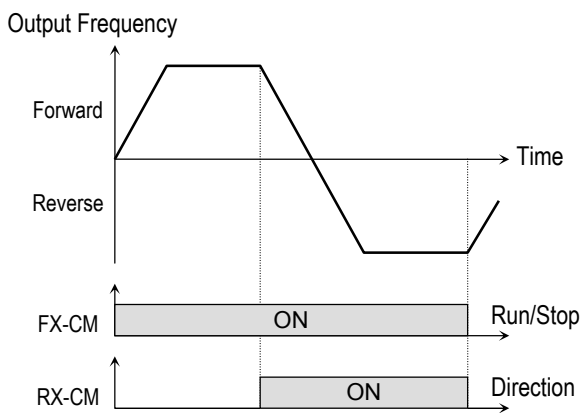 Output Frequency
Forward
Time
Reverse
FX-CM
ON
Run/Stop
RX-CM
ON
Direction